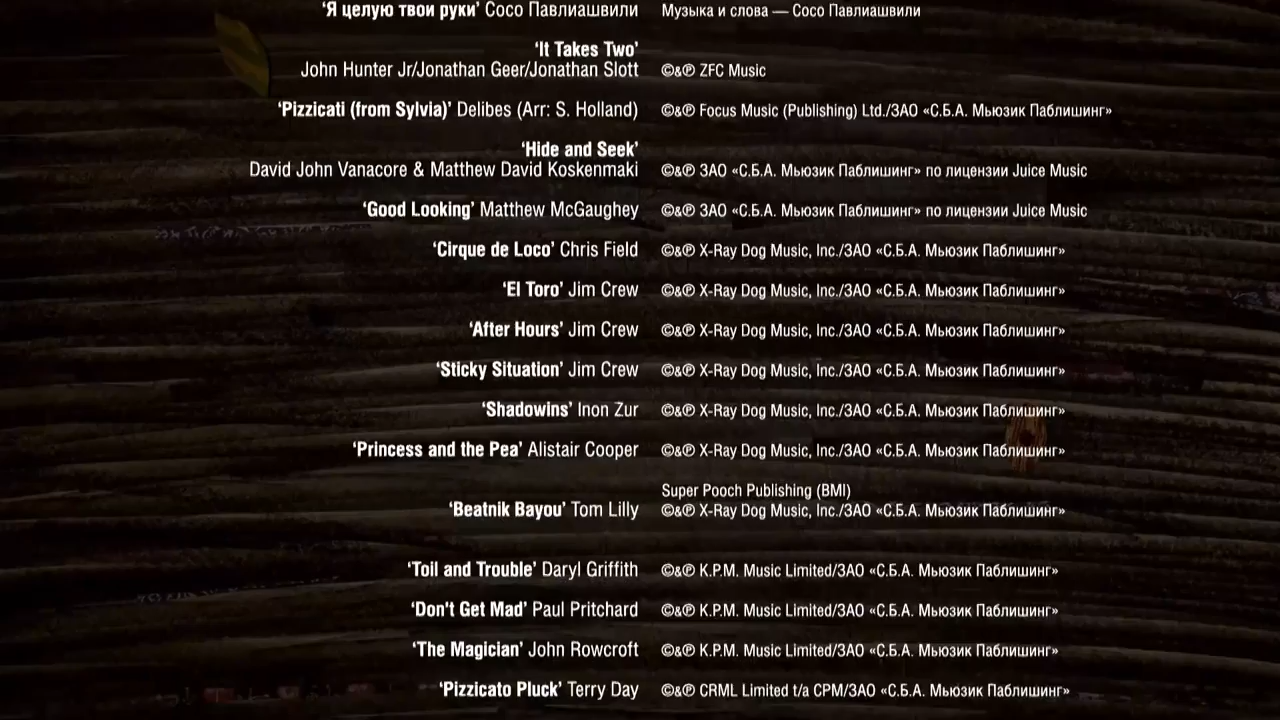 ‘Я целую твои руки’ Сосо Павлиашвили Музыка и слова — Сосо Павлиашвили
‘It Takes Two’
John Hunter Jr/Jonathan Geer/Jonathan Slott ©&℗ ZFC Music
‘Pizzicati (from Sylvia)’ Delibes (Arr: S. Holland) ©&℗ Focus Music (Publishing) Ltd./ЗАО «С.Б.А. Мьюзик Паблишинг»
‘Hide and Seek’
David John Vanacore & Matthew David Koskenmaki ©&℗ ЗАО «С.Б.А. Мьюзик Паблишинг» по лицензии Juice Music
‘Good Looking’ Matthew McGaughey ©&℗ ЗАО «С.Б.А. Мьюзик Паблишинг» по лицензии Juice Music
‘Cirque de Loco’ Chris Field ©&℗ X-Ray Dog Music, Inc./ЗАО «С.Б.А. Мьюзик Паблишинг»
‘El Toro’ Jim Crew ©&℗ X-Ray Dog Music, Inc./ЗАО «С.Б.А. Мьюзик Паблишинг»
‘After Hours’ Jim Crew ©&℗ X-Ray Dog Music, Inc./ЗАО «С.Б.А. Мьюзик Паблишинг»
‘Sticky Situation’ Jim Crew ©&℗ X-Ray Dog Music, Inc./ЗАО «С.Б.А. Мьюзик Паблишинг»
‘Shadowins’ Inon Zur ©&℗ X-Ray Dog Music, Inc./ЗАО «С.Б.А. Мьюзик Паблишинг»
‘Princess and the Pea’ Alistair Cooper ©&℗ X-Ray Dog Music, Inc./ЗАО «С.Б.А. Мьюзик Паблишинг»
Super Pooch Publishing (BMI)
‘Beatnik Bayou’ Tom Lilly ©&℗ X-Ray Dog Music, Inc./ЗАО «С.Б.А. Мьюзик Паблишинг»
‘Toil and Trouble’ Daryl Griffith ©&℗ K.P.M. Music Limited/ЗАО «С.Б.А. Мьюзик Паблишинг»
‘Don't Get Mad’ Paul Pritchard ©&℗ K.P.M. Music Limited/ЗАО «С.Б.А. Мьюзик Паблишинг»
‘The Magician’ John Rowcroft ©&℗ K.P.M. Music Limited/ЗАО «С.Б.А. Мьюзик Паблишинг»
‘Pizzicato Pluck’ Terry Day ©&℗ CRML Limited t/a CPM/ЗАО «С.Б.А. Мьюзик Паблишинг»